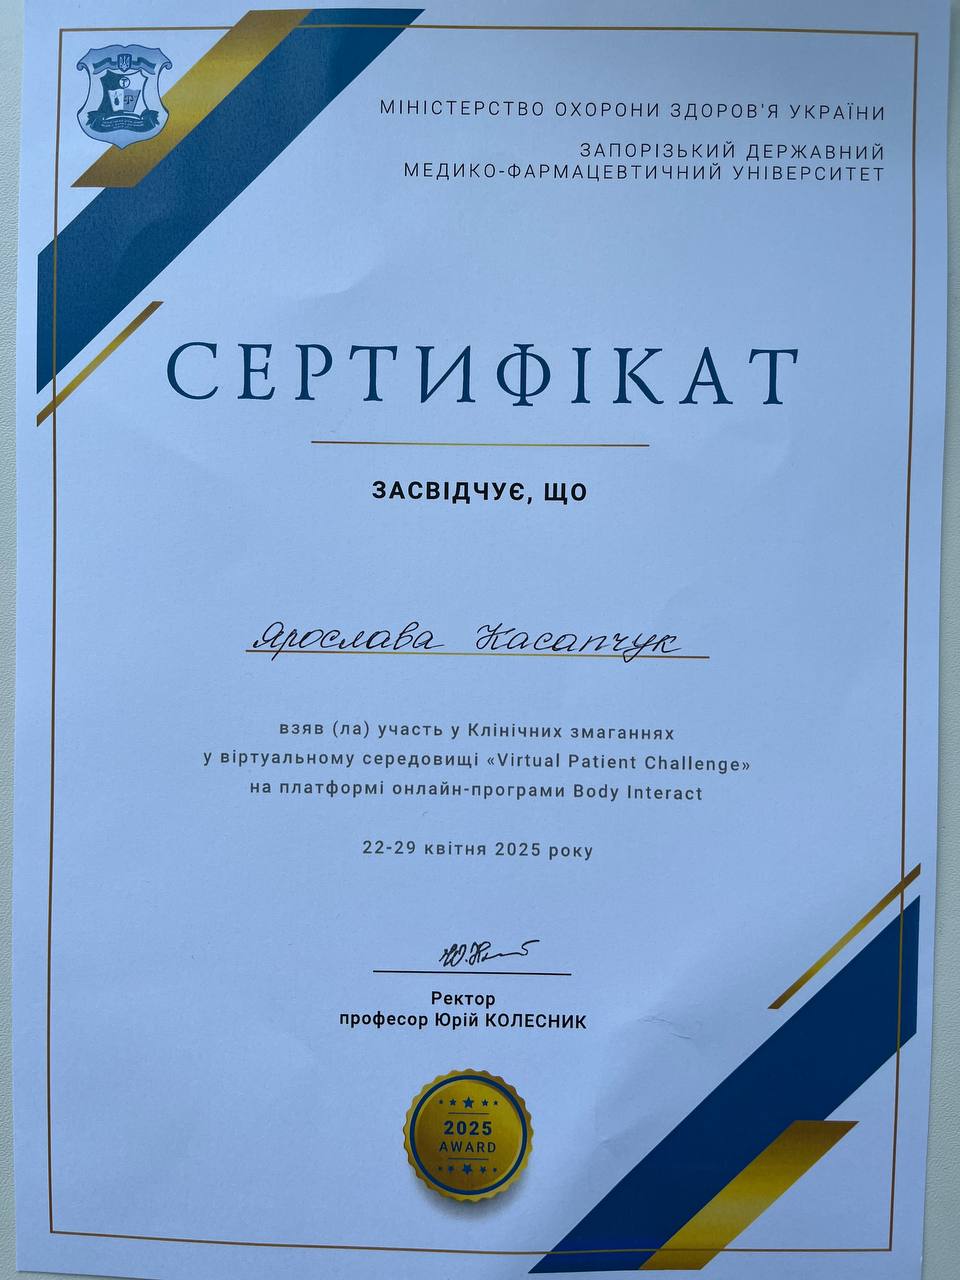 МІНІСТЕРСТВО ОХОРОНИ ЗДОРОВ'Я УКРАЇНИ
ЗАПОРІЗЬКИЙ ДЕРЖАВНИЙ
МЕДИКО-ФАРМАЦЕВТИЧНИЙ УНІВЕРСИТЕТ
СЕРТИФІКАТ
ЗАСВІДЧУЄ, ЩО
Ярослава Касапчук
взяв (ла) участь у Клінічних змаганнях
у віртуальному середовищі «Virtual Patient Challenge»
на платформі онлайн-програми Body Interact
22-29 квітня 2025 року
Ректор
професор Юрій КОЛЕСНИК
2025
AWARD